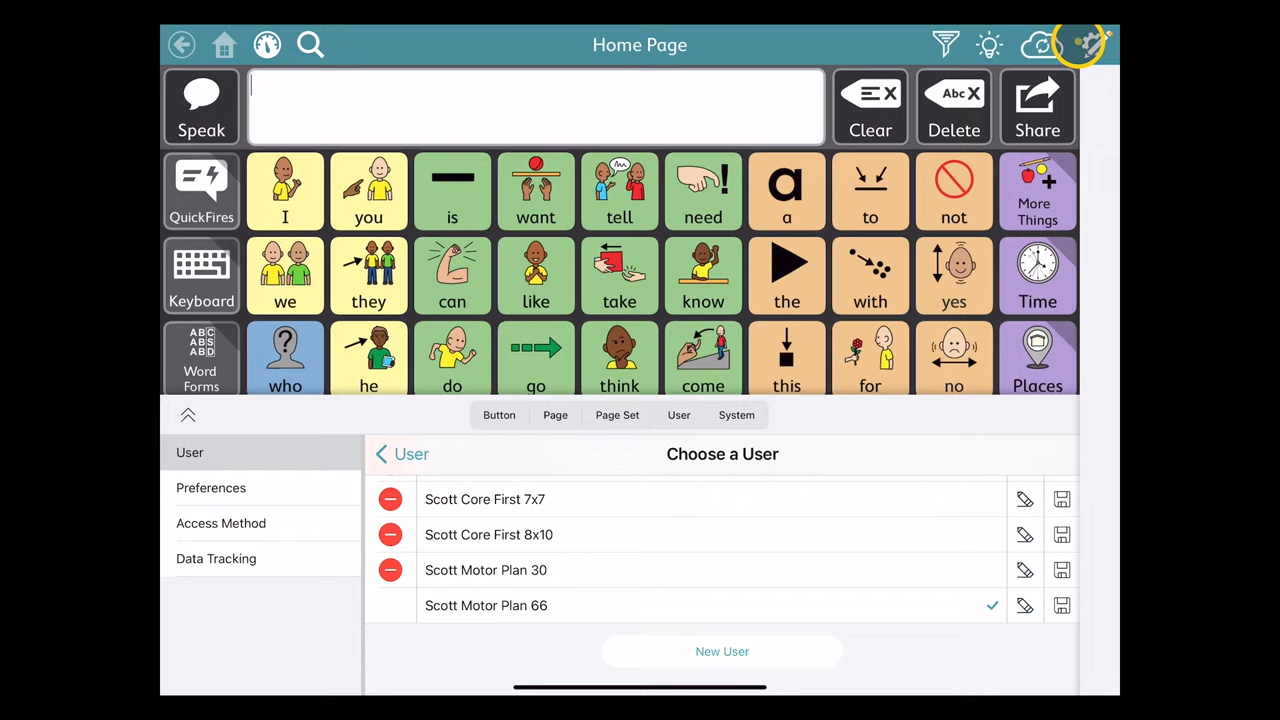 Home Page
Speak
Clear
Abc X
Delete
Share
QuickFires
I
you
is
want
tell
need
a
a
to
not
More
Things
Keyboard
we
they
can
like
take
know
the
with
yes
Time
ABC
ABS
ABD
CSD
Word
Forms
?
who
he
do
go
think
come
this
for
no
Places
Button
Page
Page Set
User
System
User
User
Choose a User
Preferences
Scott Core First 7x7
Access Method
Scott Core First 8x10
Data Tracking
Scott Motor Plan 30
Scott Motor Plan 66
New User